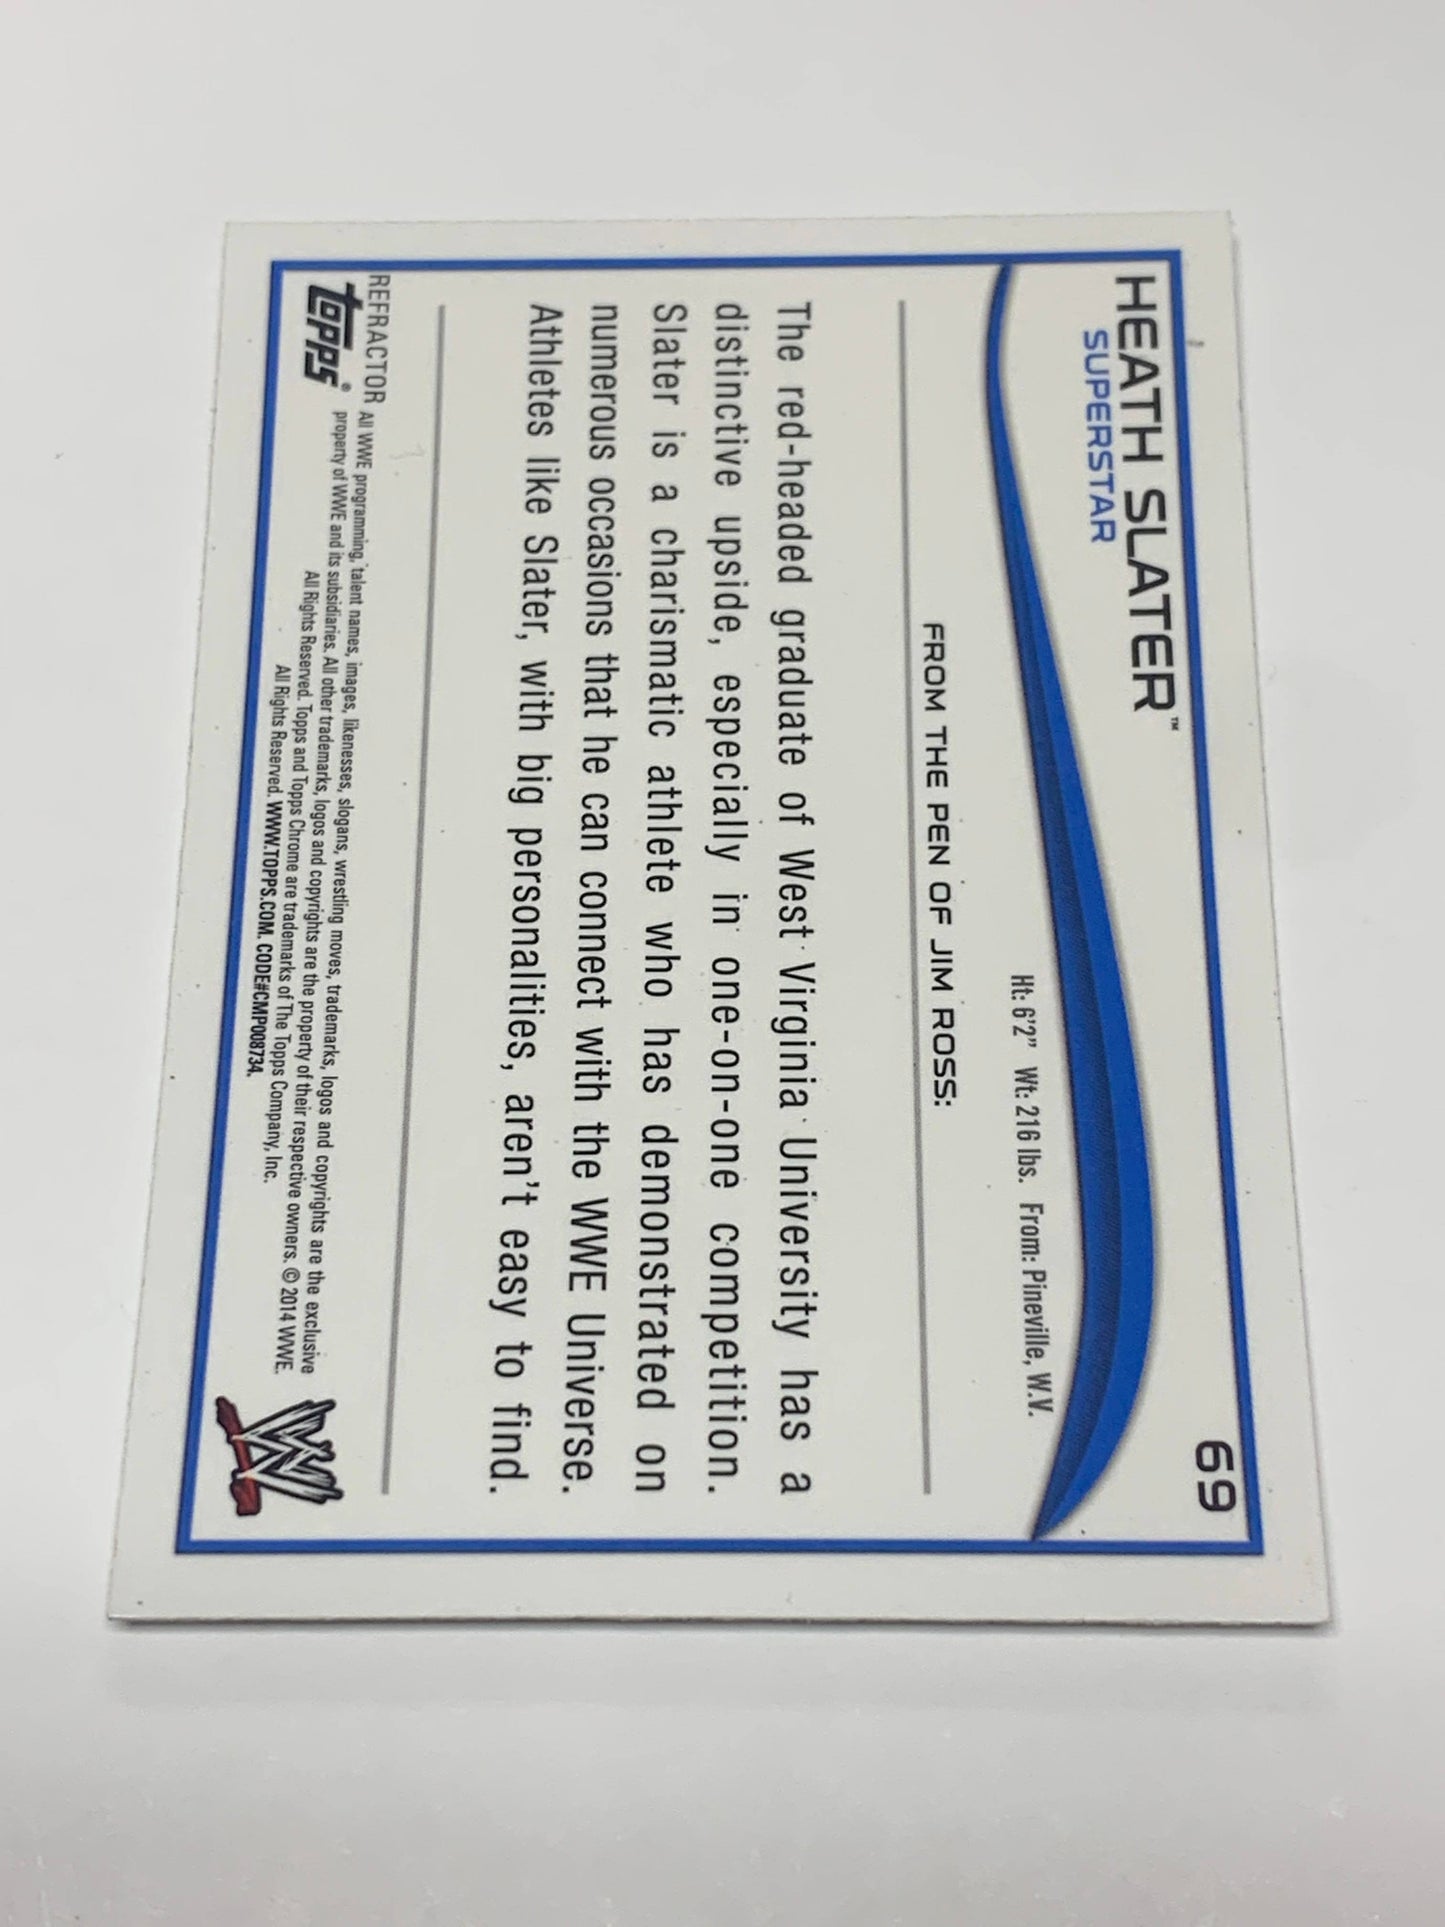 HEATH SLATER™
69
SUPERSTAR
Ht: 6'2" Wt: 216 lbs. From: Pineville, W.V.
FROM THE PEN OF JIM ROSS:
The red-headed graduate of West Virginia University has a
distinctive upside, especially in one-on-one competition.
Slater is a charismatic athlete who has demonstrated on
numerous occasions that he can connect with the WWE Universe.
Athletes like Slater, with big personalities, aren't easy to find.
REFRACTOR
topps®
All WWE programming, talent names, images, likenesses, slogans, wrestling moves, trademarks, logos and copyrights are the exclusive
property of WWE and its subsidiaries. All other trademarks, logos and copyrights are the property of their respective owners. © 2014 WWE.
All Rights Reserved. Topps and Topps Chrome are trademarks of The Topps Company, Inc.
All Rights Reserved. WWW.TOPPS.COM. CODE#CMP008734.
W